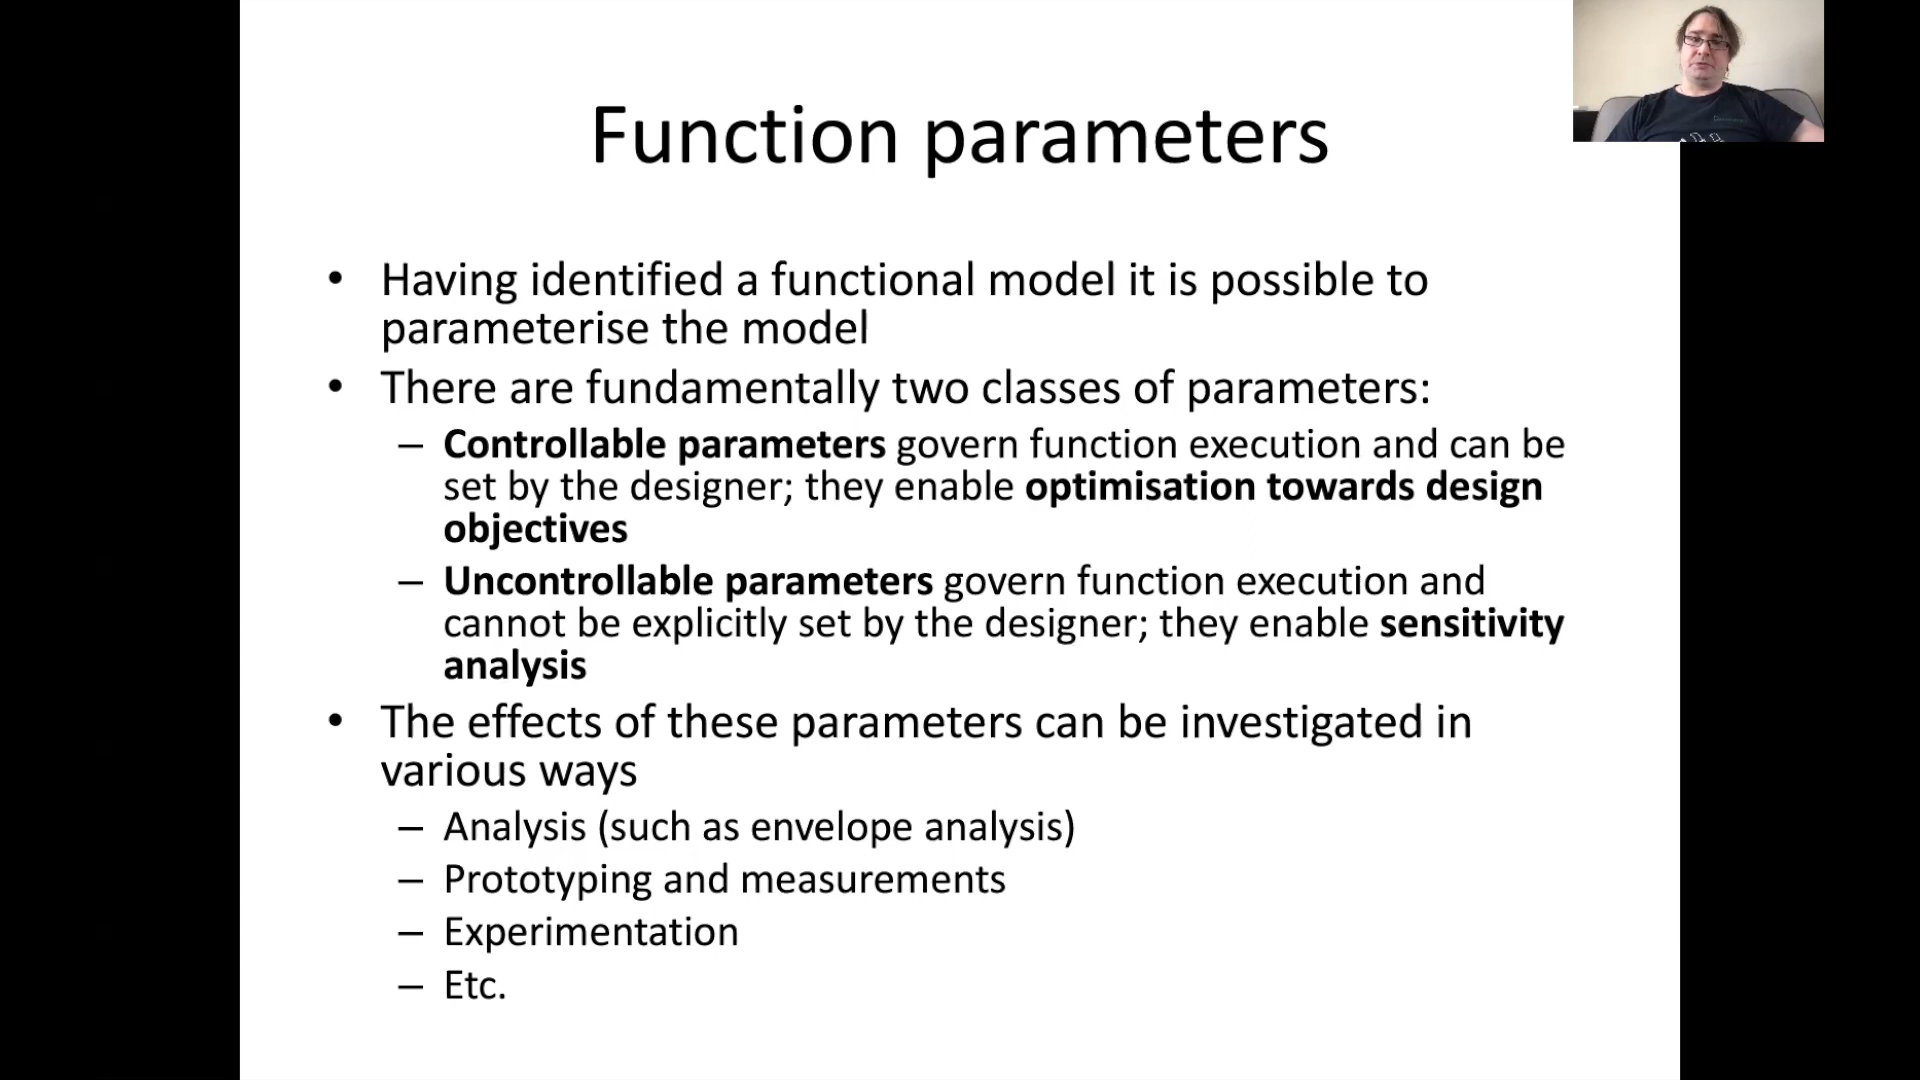 Function parameters
• Having identified a functional model it is possible to
parameterise the model
• There are fundamentally two classes of parameters:
– Controllable parameters govern function execution and can be
set by the designer; they enable optimisation towards design
objectives
– Uncontrollable parameters govern function execution and
cannot be explicitly set by the designer; they enable sensitivity
analysis
• The effects of these parameters can be investigated in
various ways
– Analysis (such as envelope analysis)
– Prototyping and measurements
– Experimentation
– Etc.